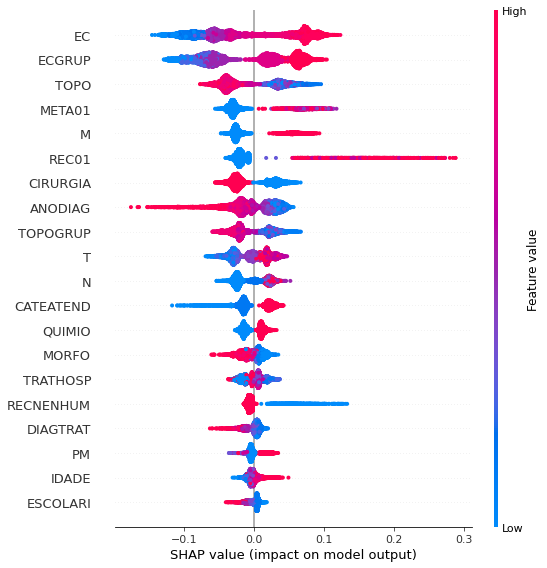 High
EC
ECGRUP
TOPO
META01
M
REC01
CIRURGIA
ANODIAG
TOPOGRUP
T
N
CATEATEND
QUIMIO
MORFO
TRATHOSP
RECNENHUM
DIAGTRAT
PM
IDADE
ESCOLARI
Feature value
Low
−0.1 0.0 0.1 0.2 0.3
SHAP value (impact on model output)